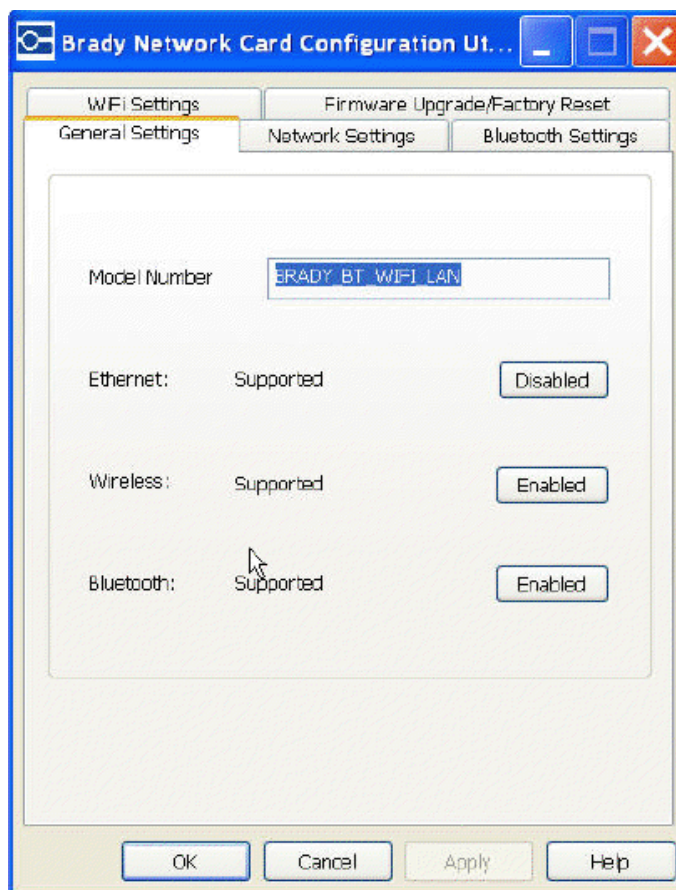 Brady Network Card Configuration Ut...
WiFi Settings
Firmware Upgrade/Factory Reset
General Settings
Network Settings
Bluetooth Settings
Model Number
BRADY_BT_WIFI_LAN
Ethernet: Supported Disabled
Wireless: Supported Enabled
Bluetooth: Supported Enabled
OK Cancel Apply Help